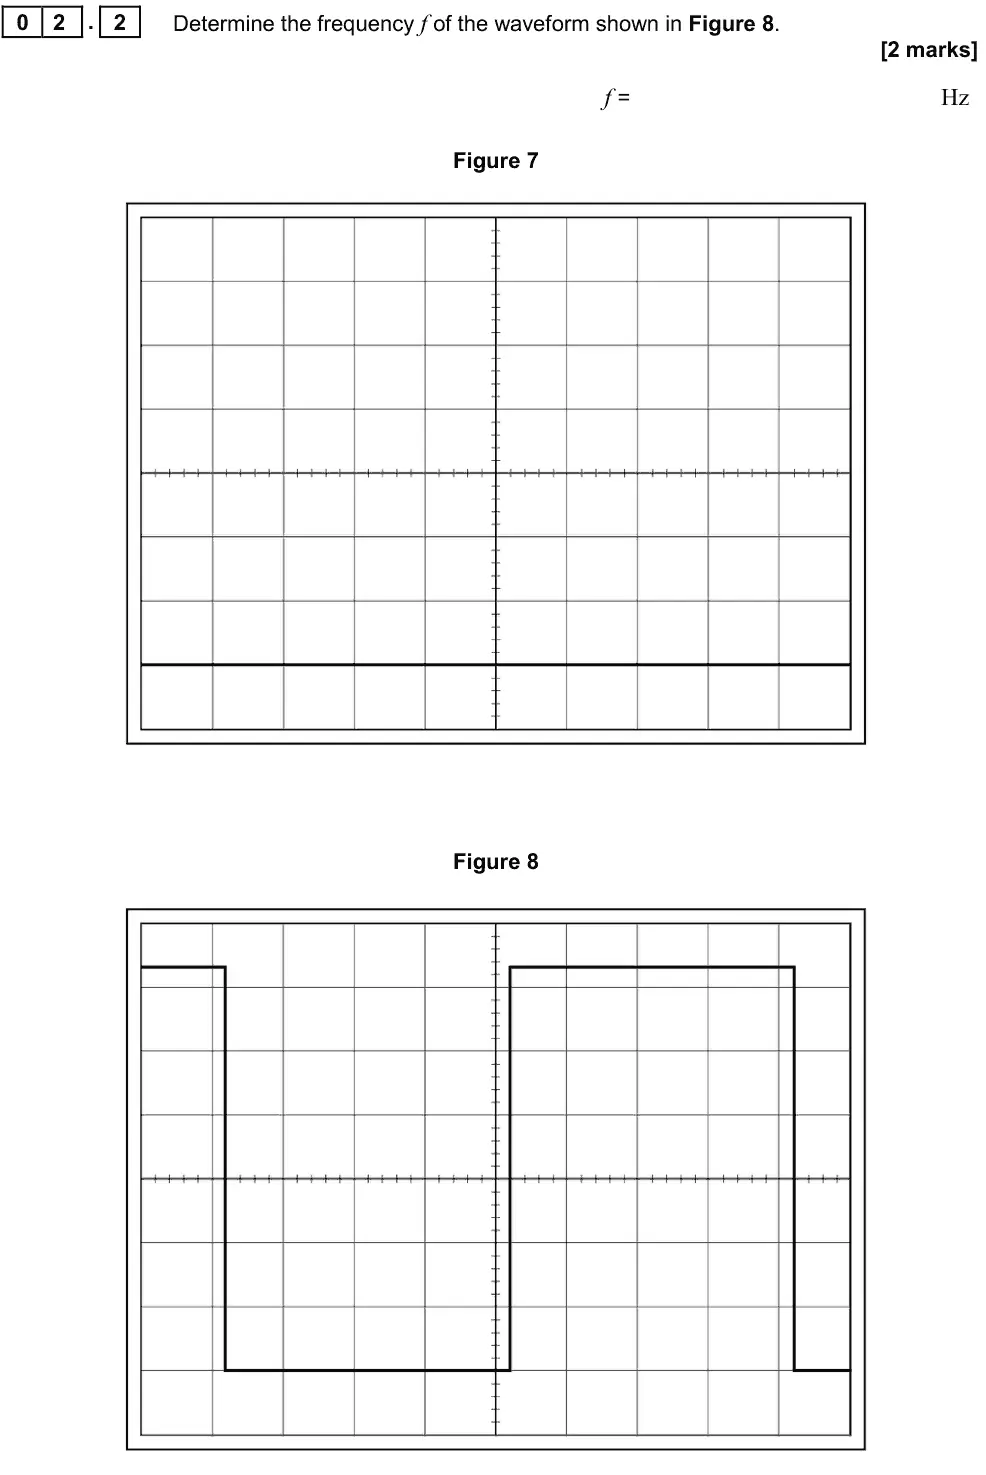 0 2 . 2 Determine the frequency f of the waveform shown in Figure 8.
[2 marks]
f = Hz
Figure 7
Figure 8